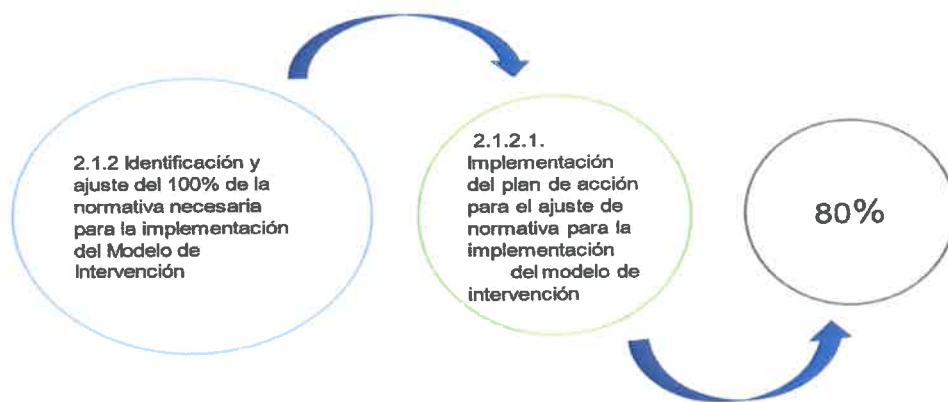 2.1.2 Identificación y
ajuste del 100% de la
normativa necesaria
para la implementación
del Modelo de
Intervención
2.1.2.1.
Implementación
del plan de acción
para el ajuste de
normativa para la
implementación
del modelo de
intervención
80%